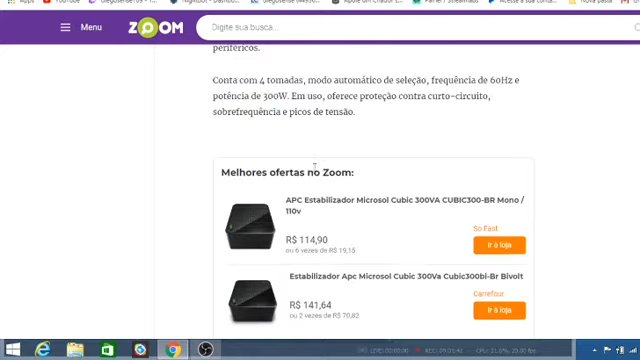 Apps
YouTube
Nova pasta
Menu
ZOOM
Digite sua busca...
periféricos.
Conta com 4 tomadas, modo automático de seleção, frequência de 60Hz e
potência de 300W. Em uso, oferece proteção contra curto-circuito,
sobrefrequência e picos de tensão.
Melhores ofertas no Zoom:
APC Estabilizador Microsol Cubic 300VA CUBIC300-BR Mono /
110v
So Fast
R$ 114,90
ou 6 vezes de R$ 19,15
Ir à loja
Estabilizador Apc Microsol Cubic 300Va Cubic300bi-Br Bivolt
Carrefour
R$ 141,64
ou 2 vezes de R$ 70,82
Ir à loja